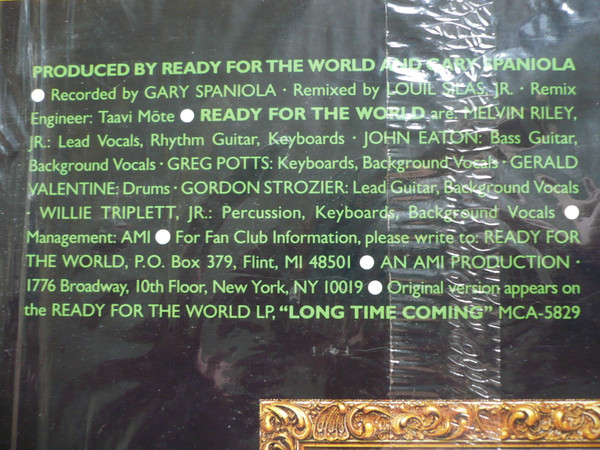 PRODUCED BY READY FOR THE WORLD AND GARY SPANIOLA
● Recorded by GARY SPANIOLA · Remixed by LOUIL SILAS, JR. · Remix
Engineer: Taavi Mōte ● READY FOR THE WORLD are: MELVIN RILEY,
JR.: Lead Vocals, Rhythm Guitar, Keyboards · JOHN EATON: Bass Guitar,
Background Vocals · GREG POTTS: Keyboards, Background Vocals · GERALD
VALENTINE: Drums · GORDON STROZIER: Lead Guitar, Background Vocals
· WILLIE TRIPLETT, JR.: Percussion, Keyboards, Background Vocals ●
Management: AMI ● For Fan Club Information, please write to: READY FOR
THE WORLD, P.O. Box 379, Flint, MI 48501 ● AN AMI PRODUCTION ·
1776 Broadway, 10th Floor, New York, NY 10019 ● Original version appears on
the READY FOR THE WORLD LP, “LONG TIME COMING” MCA-5829